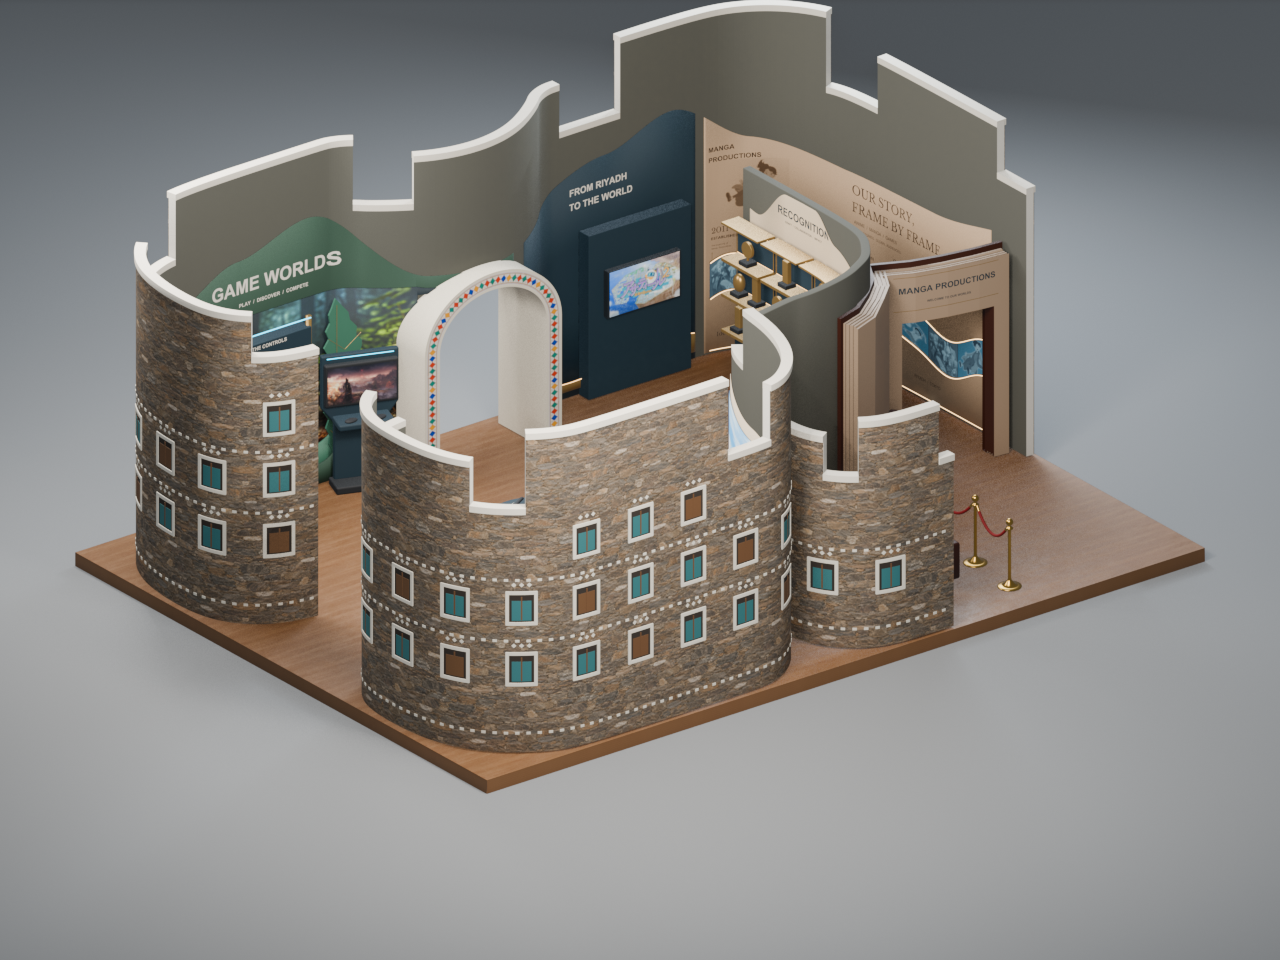 GAME WORLDS
PLAY / DISCOVER / COMPETE
THE CONTROLS
FROM RIYADH
TO THE WORLD
MANGA
PRODUCTIONS
RECOGNITION
OUR STORY,
FRAME BY FRAME
MANGA PRODUCTIONS